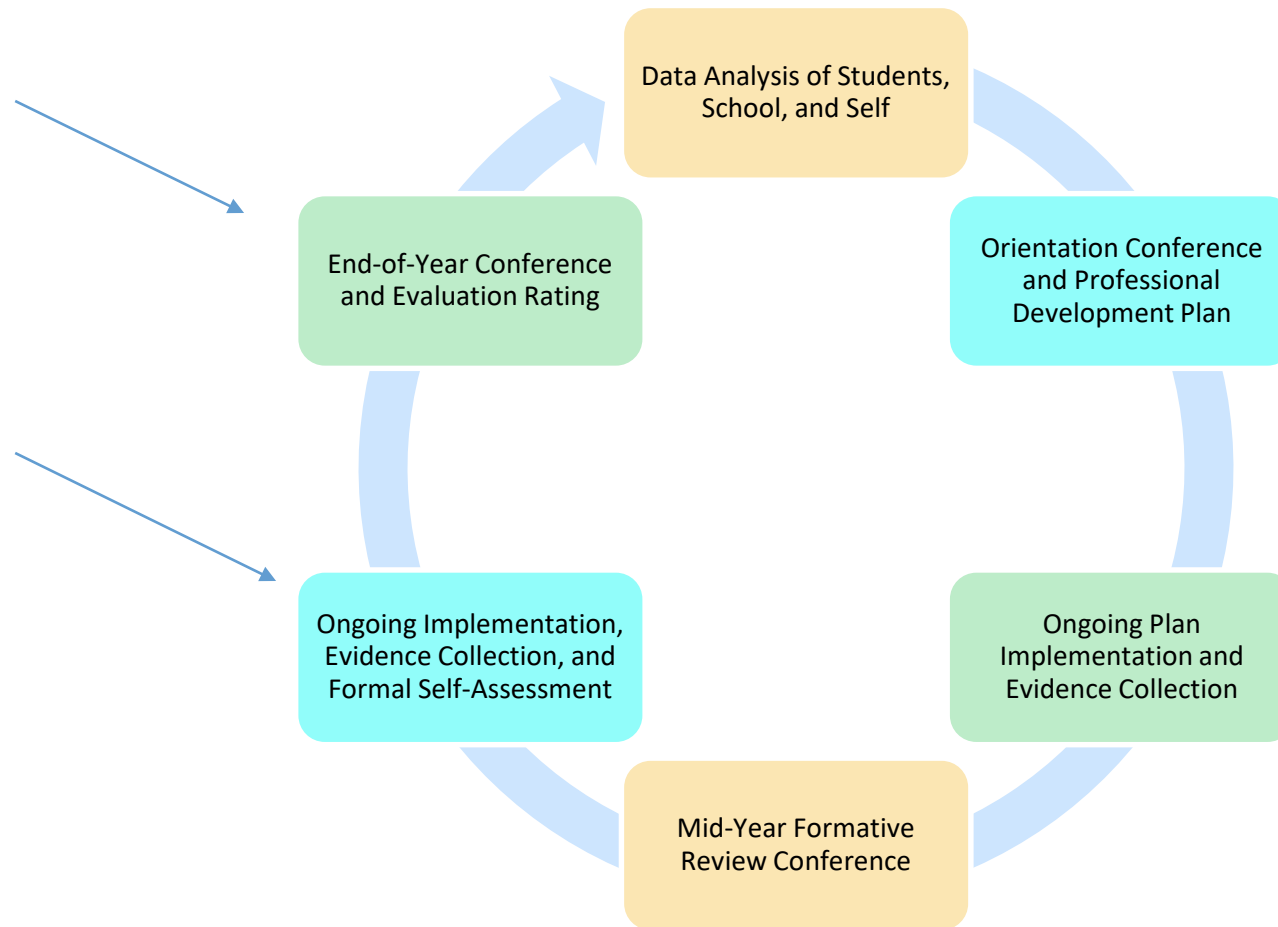 Data Analysis of Students,
School, and Self
Orientation Conference
and Professional
Development Plan
Ongoing Plan
Implementation and
Evidence Collection
Mid-Year Formative
Review Conference
Ongoing Implementation,
Evidence Collection, and
Formal Self-Assessment
End-of-Year Conference
and Evaluation Rating